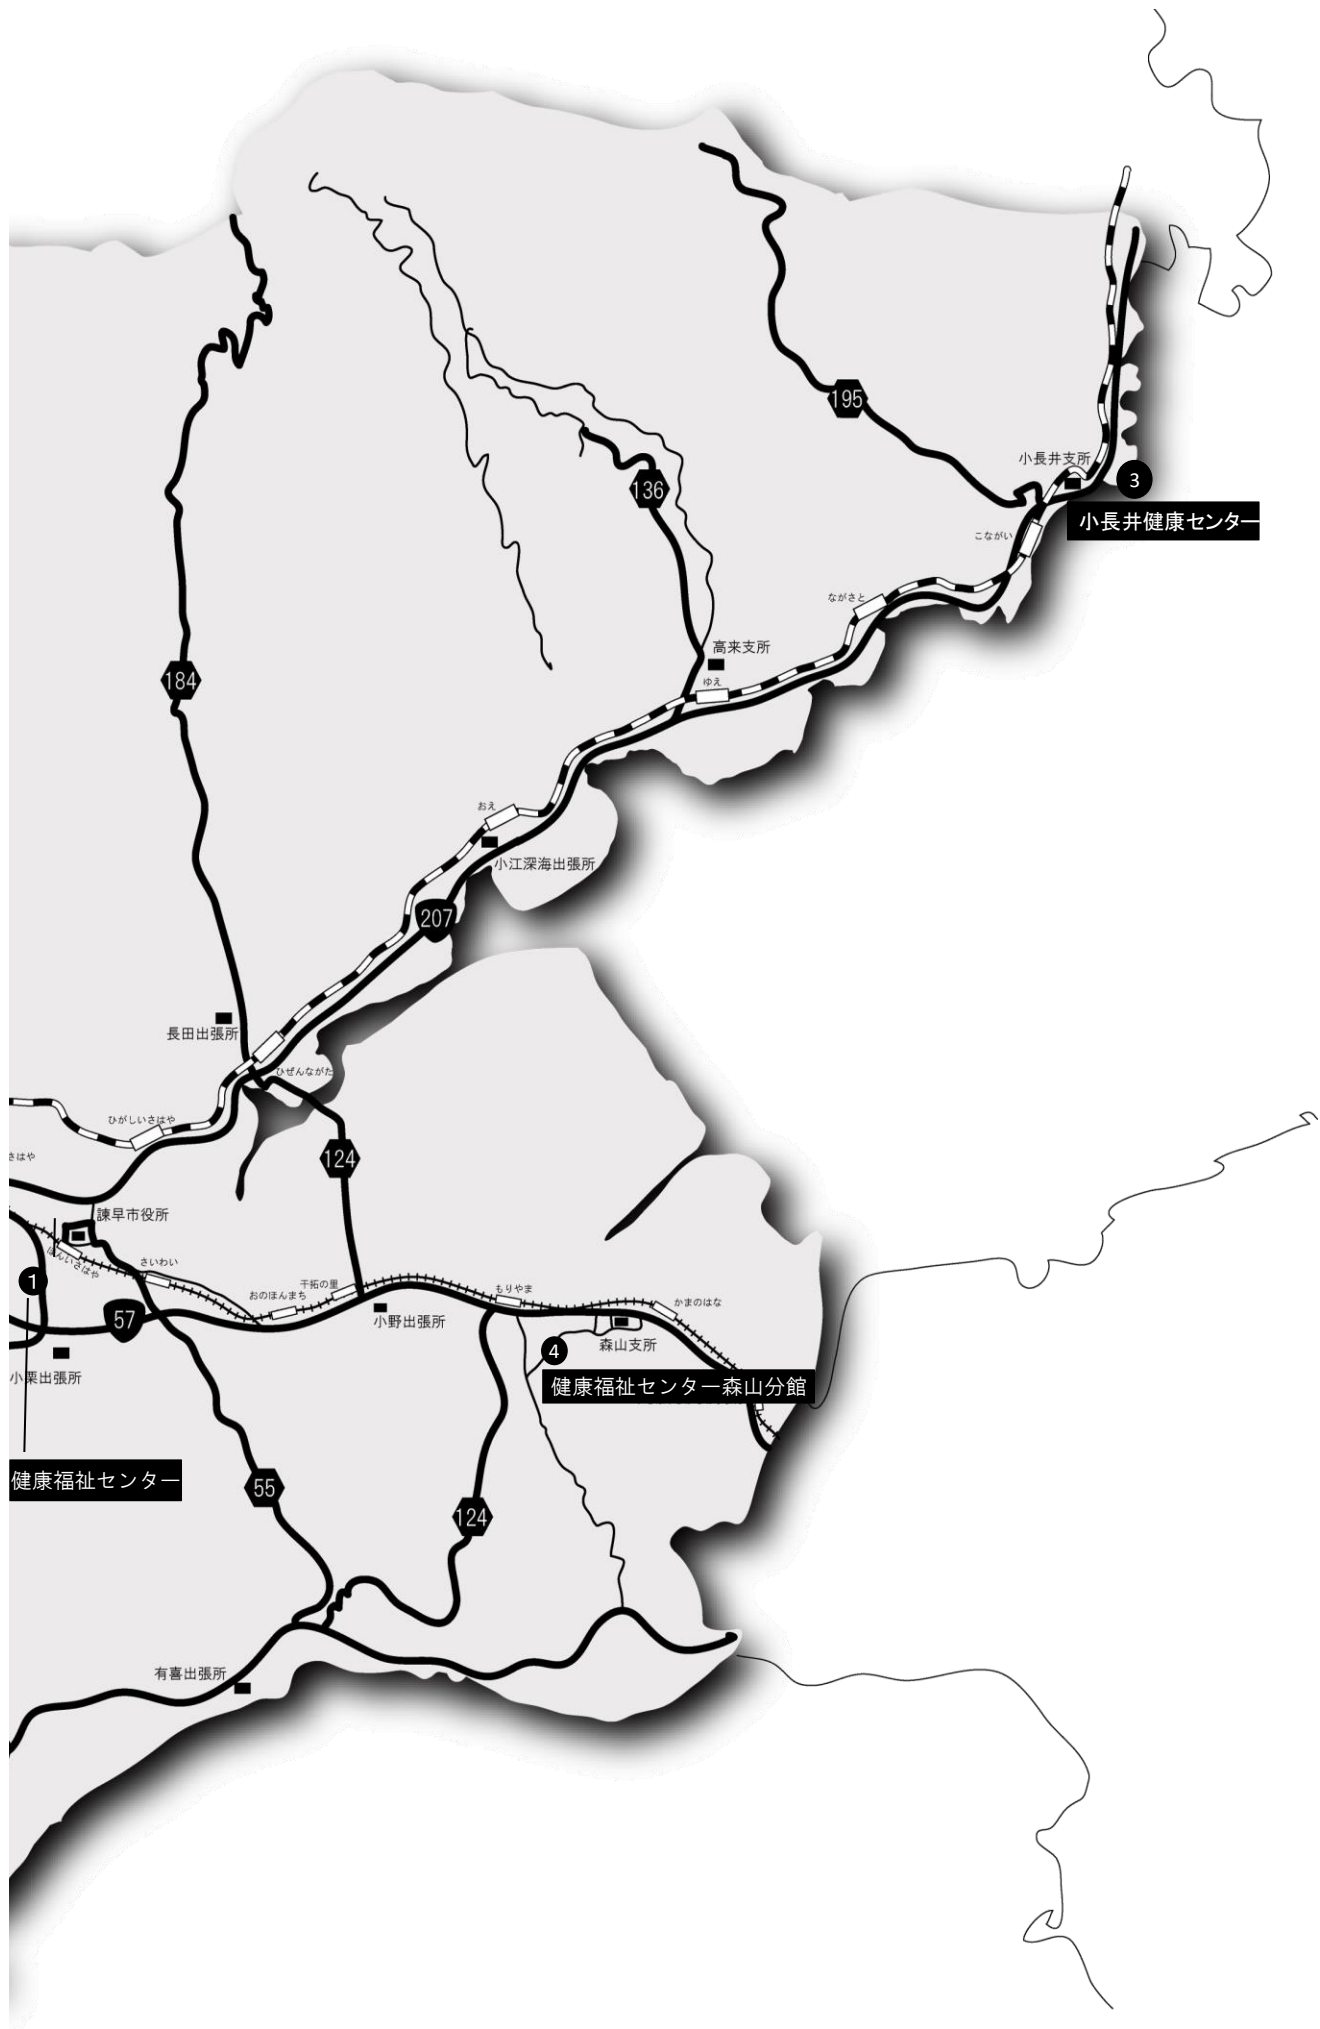 195
小長井支所
3
136
小長井健康センター
こながい
ながさと
高来支所
184
ゆえ
おえ
小江深海出張所
207
長田出張所
ひぜんながた
ひがしいさはや
さはや
124
諫早市役所
ほんいさはや
さいわい
1
干拓の里
おのほんまち
もりやま
かまのはな
57
小野出張所
森山支所
4
小栗出張所
健康福祉センター森山分館
健康福祉センター
55
124
有喜出張所